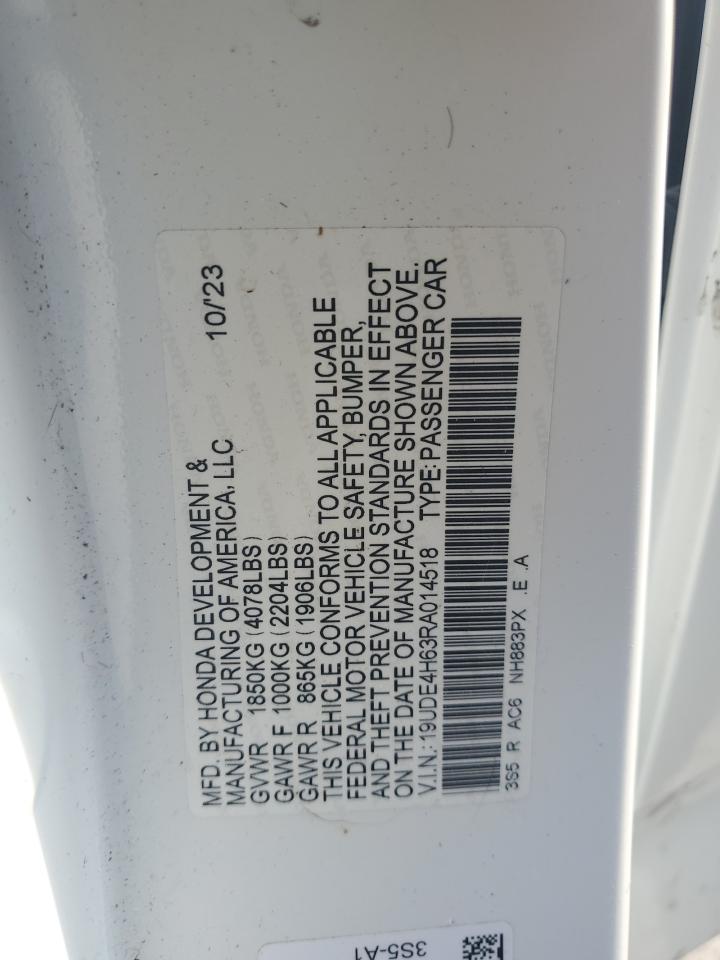 MFD. BY HONDA DEVELOPMENT & 10/'23
MANUFACTURING OF AMERICA, LLC
GVWR 1850KG (4078LBS)
GAWR F 1000KG (2204LBS)
GAWR R 865KG (1906LBS)
THIS VEHICLE CONFORMS TO ALL APPLICABLE
FEDERAL MOTOR VEHICLE SAFETY, BUMPER,
AND THEFT PREVENTION STANDARDS IN EFFECT
ON THE DATE OF MANUFACTURE SHOWN ABOVE.
V.I.N.:19UDE4H63RA014518 TYPE:PASSENGER CAR
3S5 R AC6 NH883PX .E .A
3S5-A1